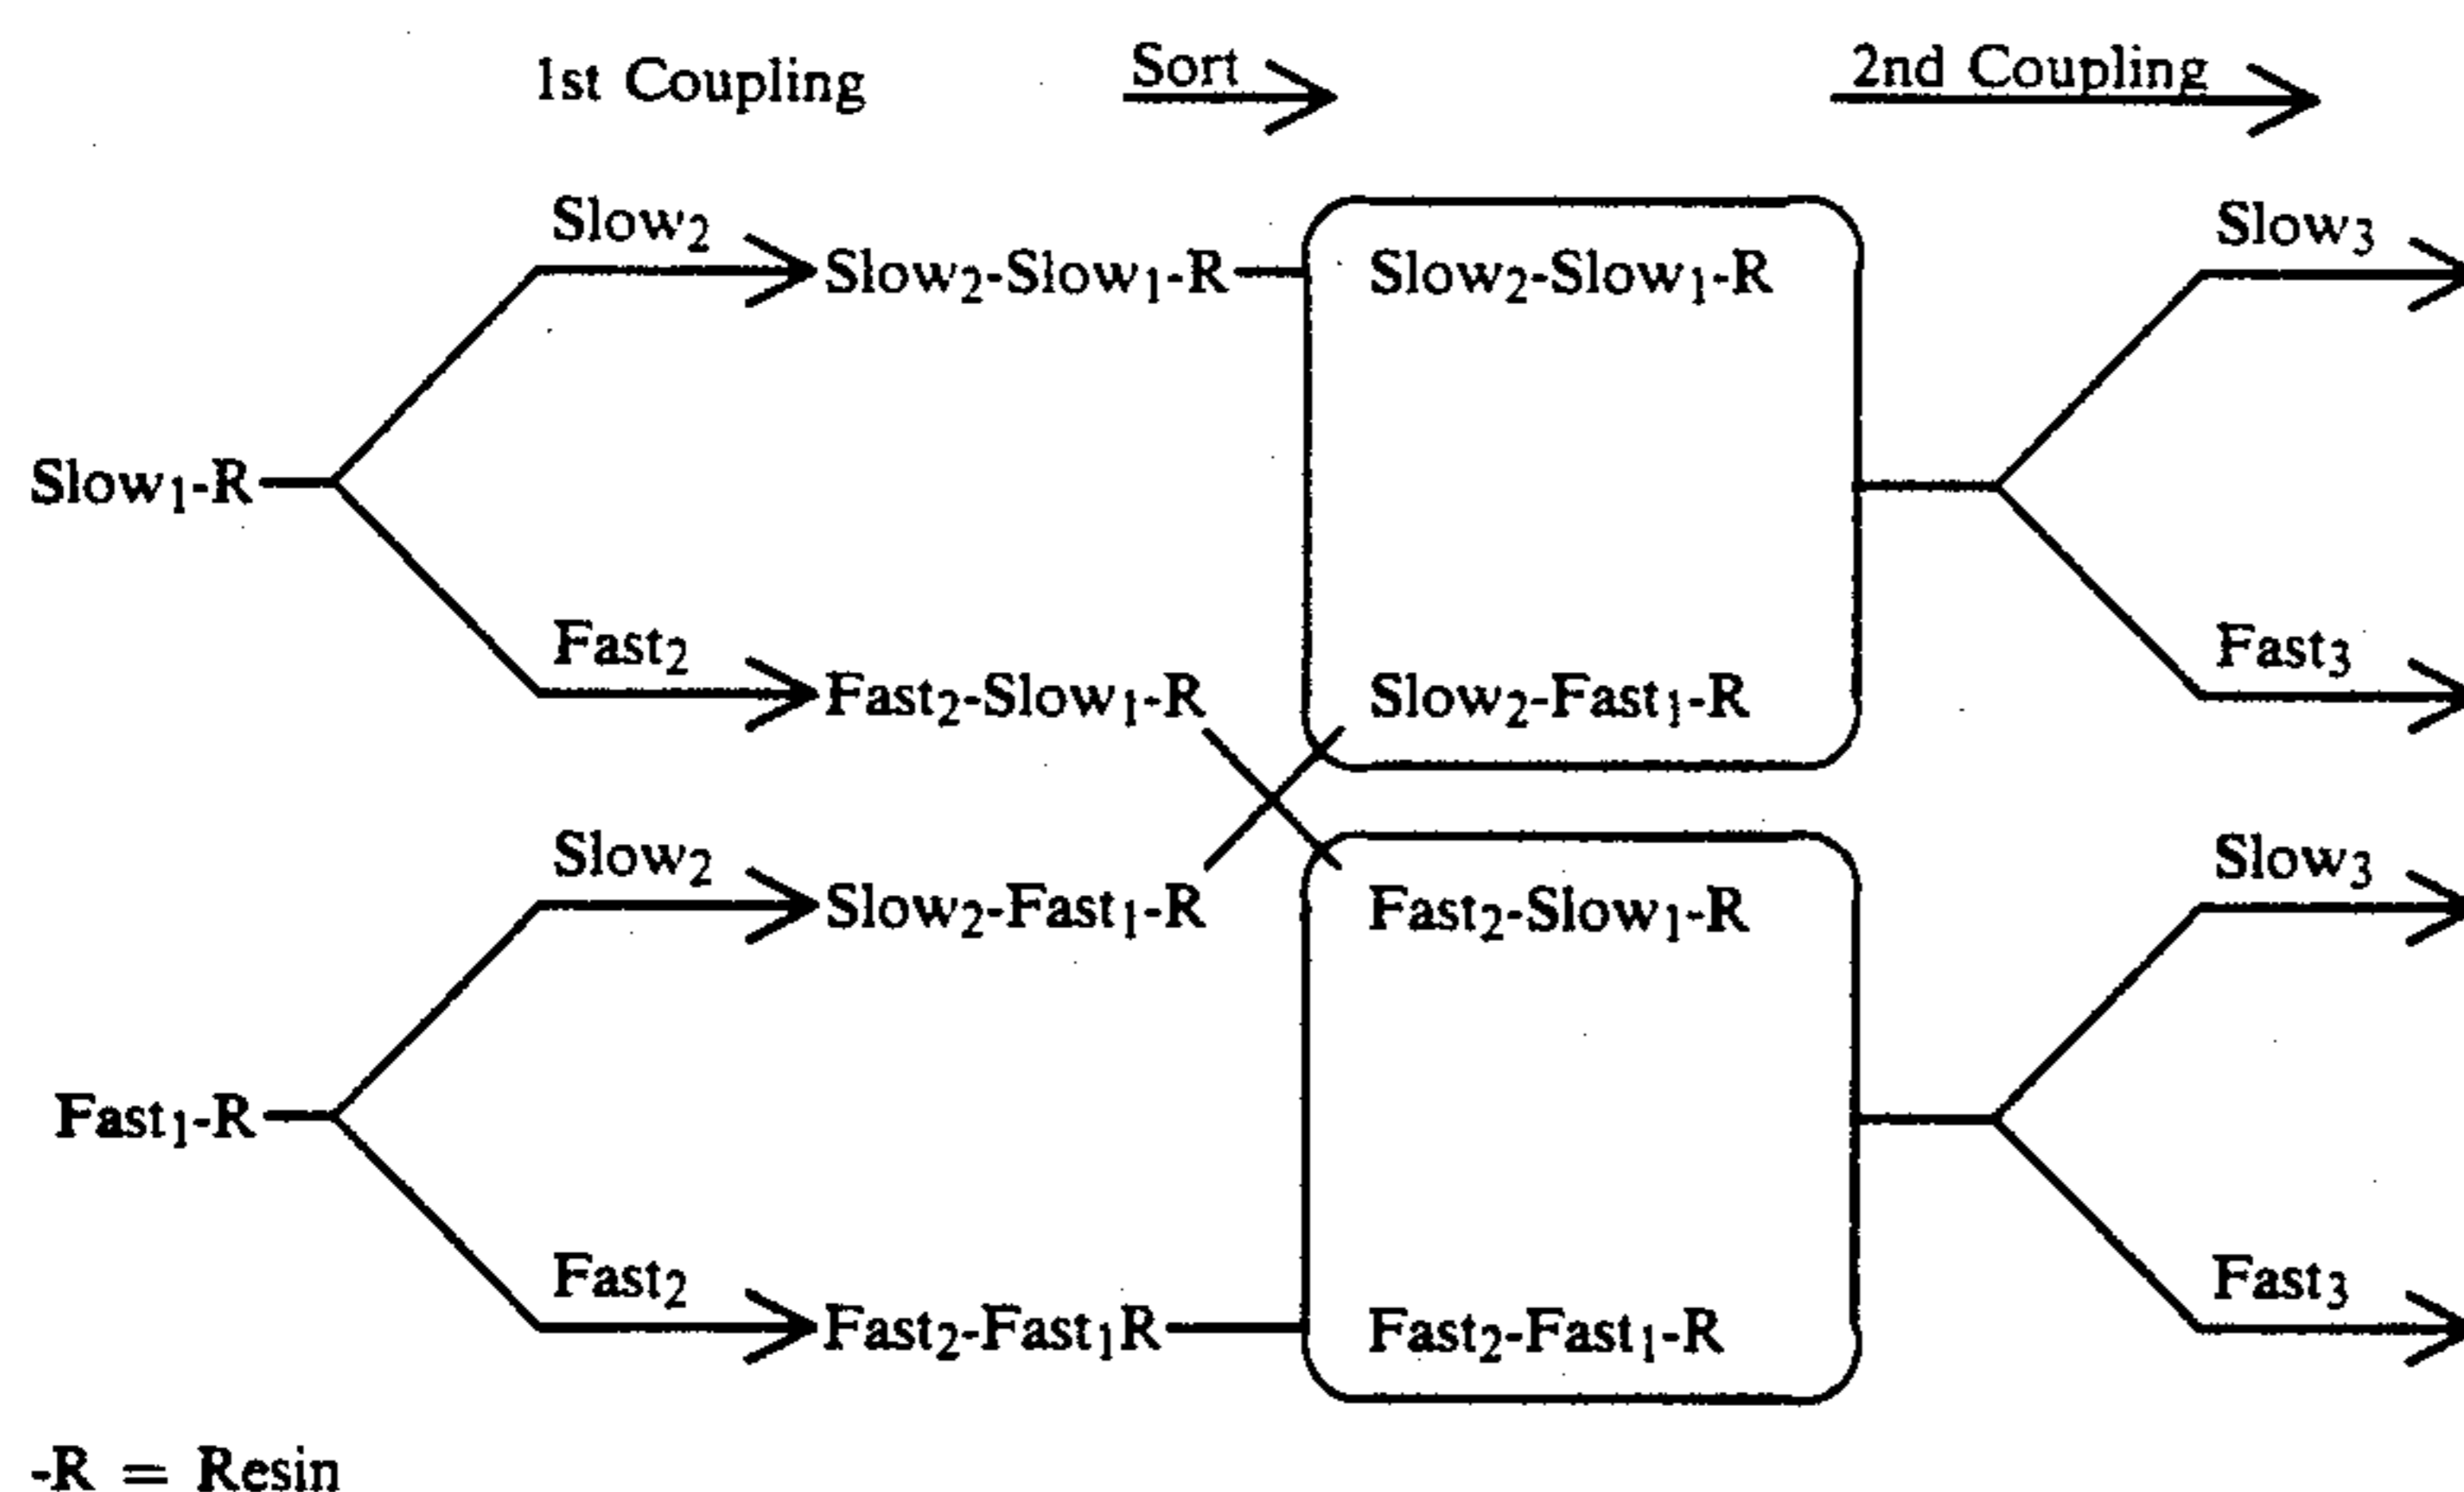 1st Coupling Sort 2nd Coupling
Slow2 Slow3
Slow2-Slow1-R Slow2-Slow1-R
Slow1-R
Fast2 Fast3
Fast2-Slow1-R Slow2-Fast1-R
Slow2 Slow3
Slow2-Fast1-R Fast2-Slow1-R
Fast1-R
Fast2 Fast3
Fast2-Fast1R Fast2-Fast1-R
-R = Resin